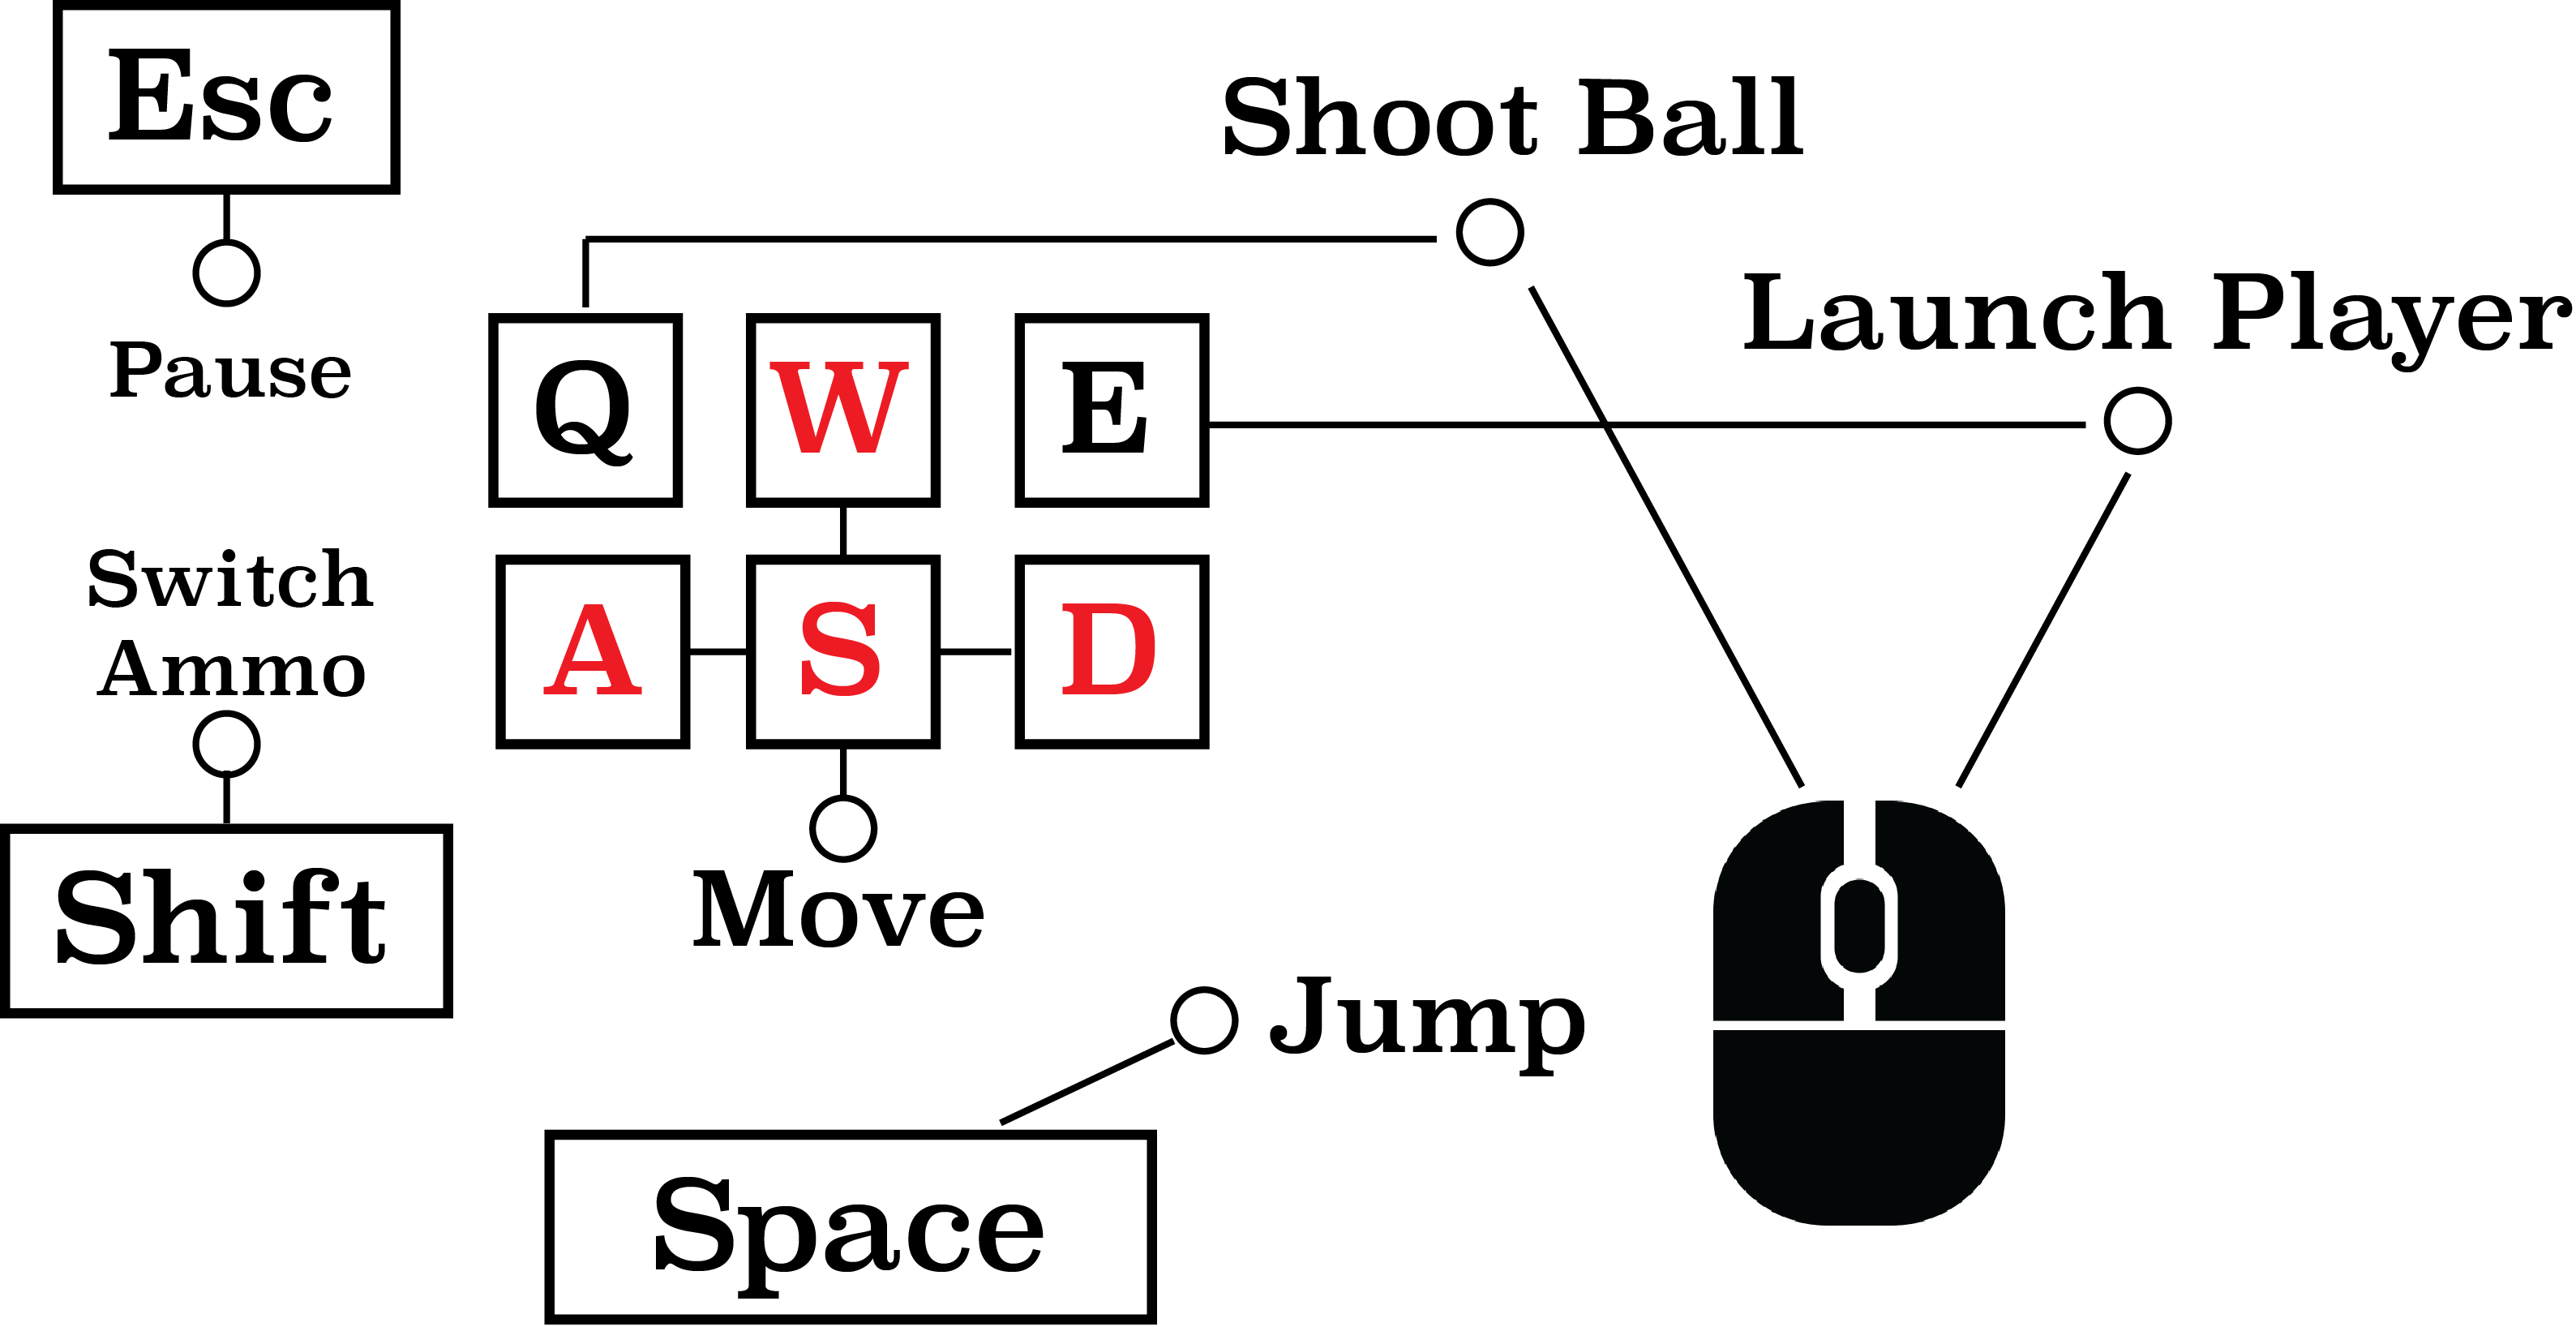 Esc
Pause
Shoot Ball
Launch Player
Q W E
A S D
Switch
Ammo
Shift
Move
Jump
Space